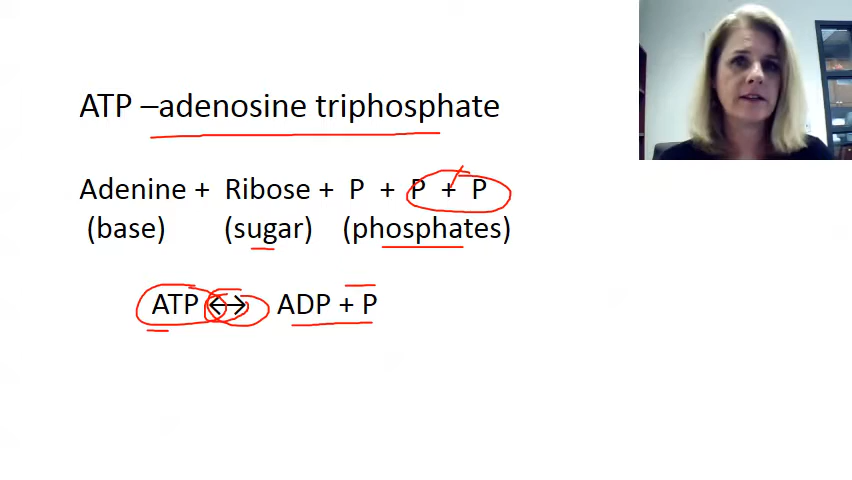 ATP –adenosine triphosphate
Adenine + Ribose + P + P + P
(base) (sugar) (phosphates)
ATP ↔ ADP + P